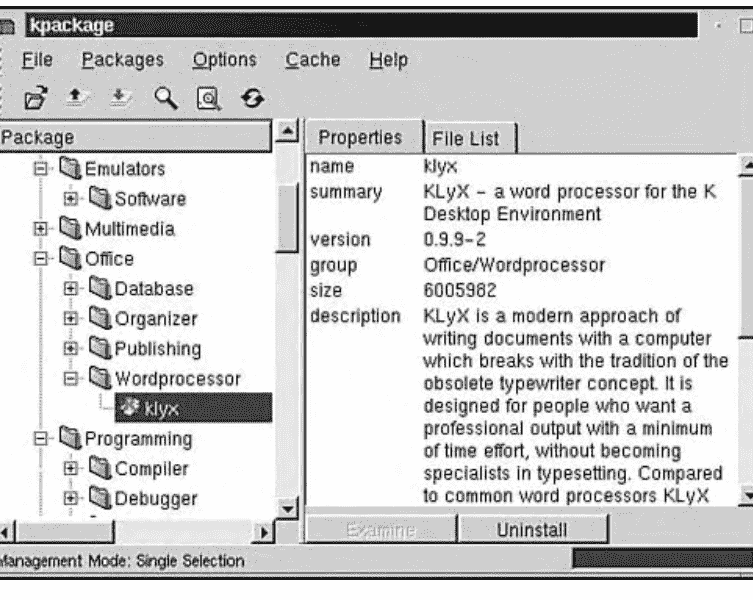 kpackage
File Packages Options Cache Help
Package
Properties File List
Emulators
Software
Multimedia
Office
Database
Organizer
Publishing
Wordprocessor
klyx
Programming
Compiler
Debugger
name klyx
summary KLyX - a word processor for the K
Desktop Environment
version 0.9.9-2
group Office/Wordprocessor
size 6005982
description KLyX is a modern approach of
writing documents with a computer
which breaks with the tradition of the
obsolete typewriter concept. It is
designed for people who want a
professional output with a minimum
of time effort, without becoming
specialists in typesetting. Compared
to common word processors KLyX
Examine Uninstall
Management Mode: Single Selection